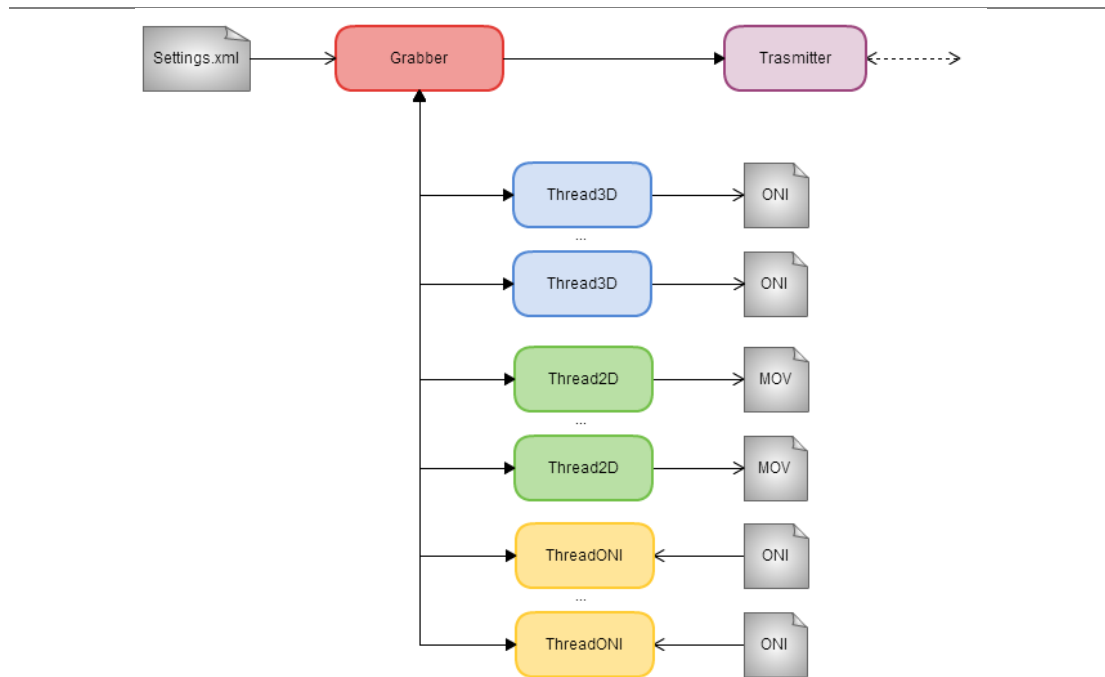 Settings.xml
Grabber
Trasmitter
Thread3D
ONI
...
Thread3D
ONI
Thread2D
MOV
...
Thread2D
MOV
ThreadONI
ONI
...
ThreadONI
ONI